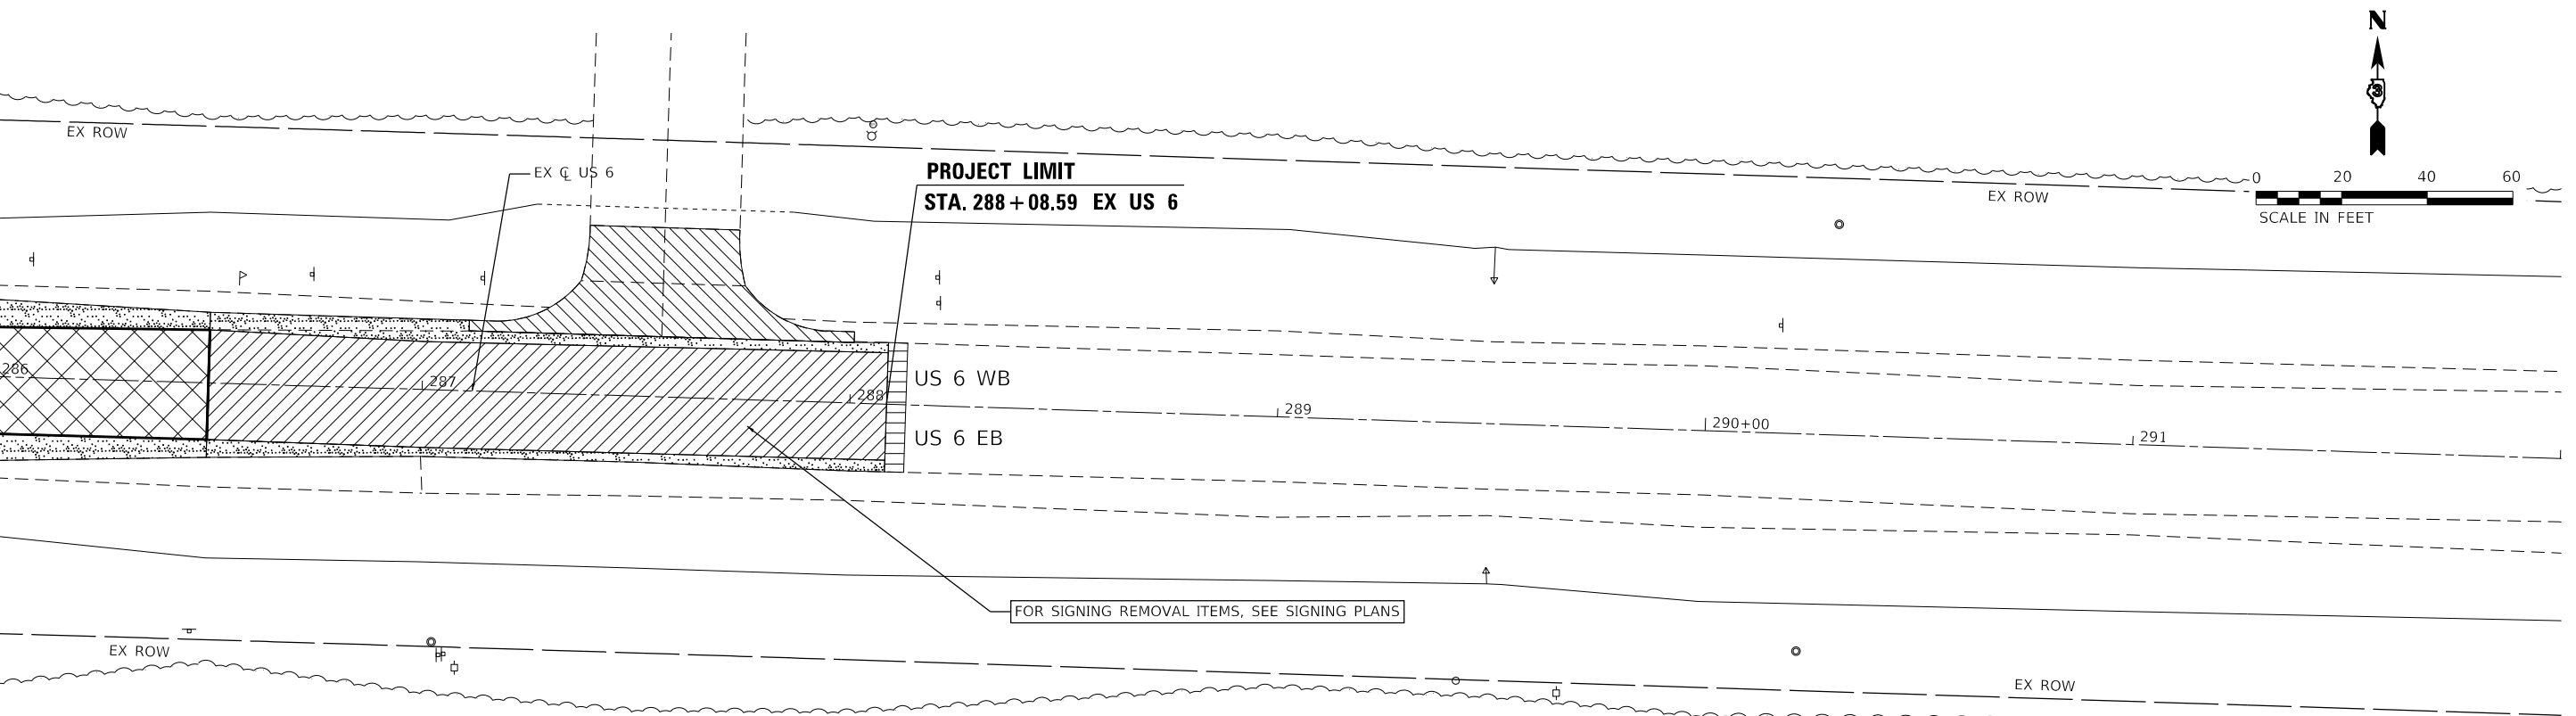 N
3
EX ROW
EX ℄ US 6
PROJECT LIMIT
STA. 288+08.59 EX US 6
EX ROW
0 20 40 60
SCALE IN FEET
286
287
288
US 6 WB
289
290+00
291
US 6 EB
FOR SIGNING REMOVAL ITEMS, SEE SIGNING PLANS
EX ROW
EX ROW